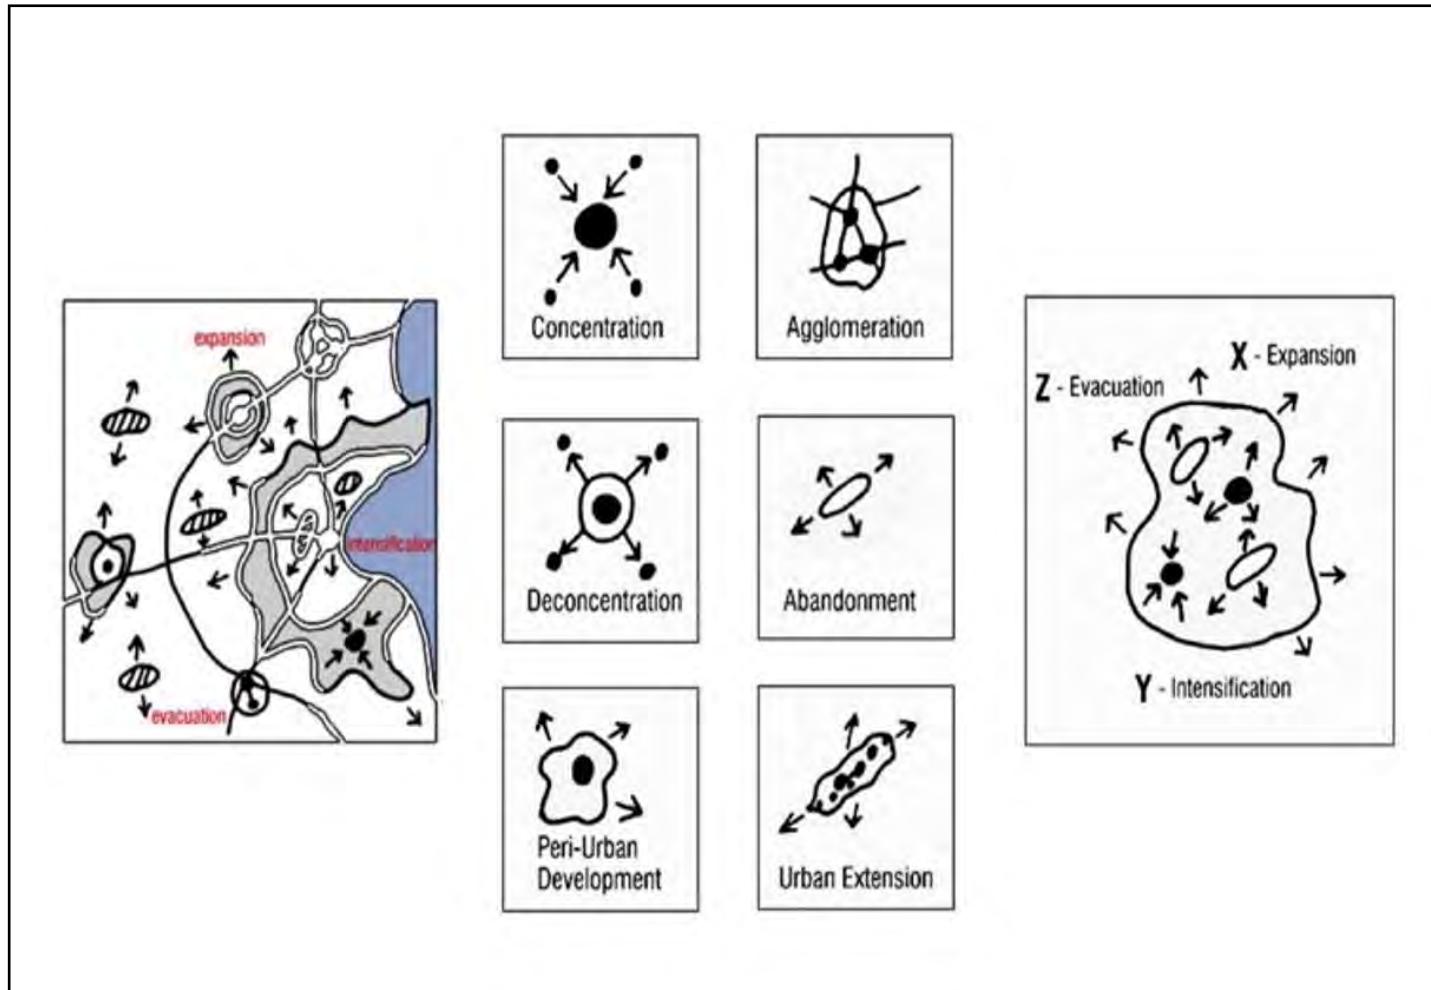 expansion
intensification
evacuation
Concentration
Agglomeration
Deconcentration
Abandonment
Peri-Urban
Development
Urban Extension
X - Expansion
Z - Evacuation
Y - Intensification